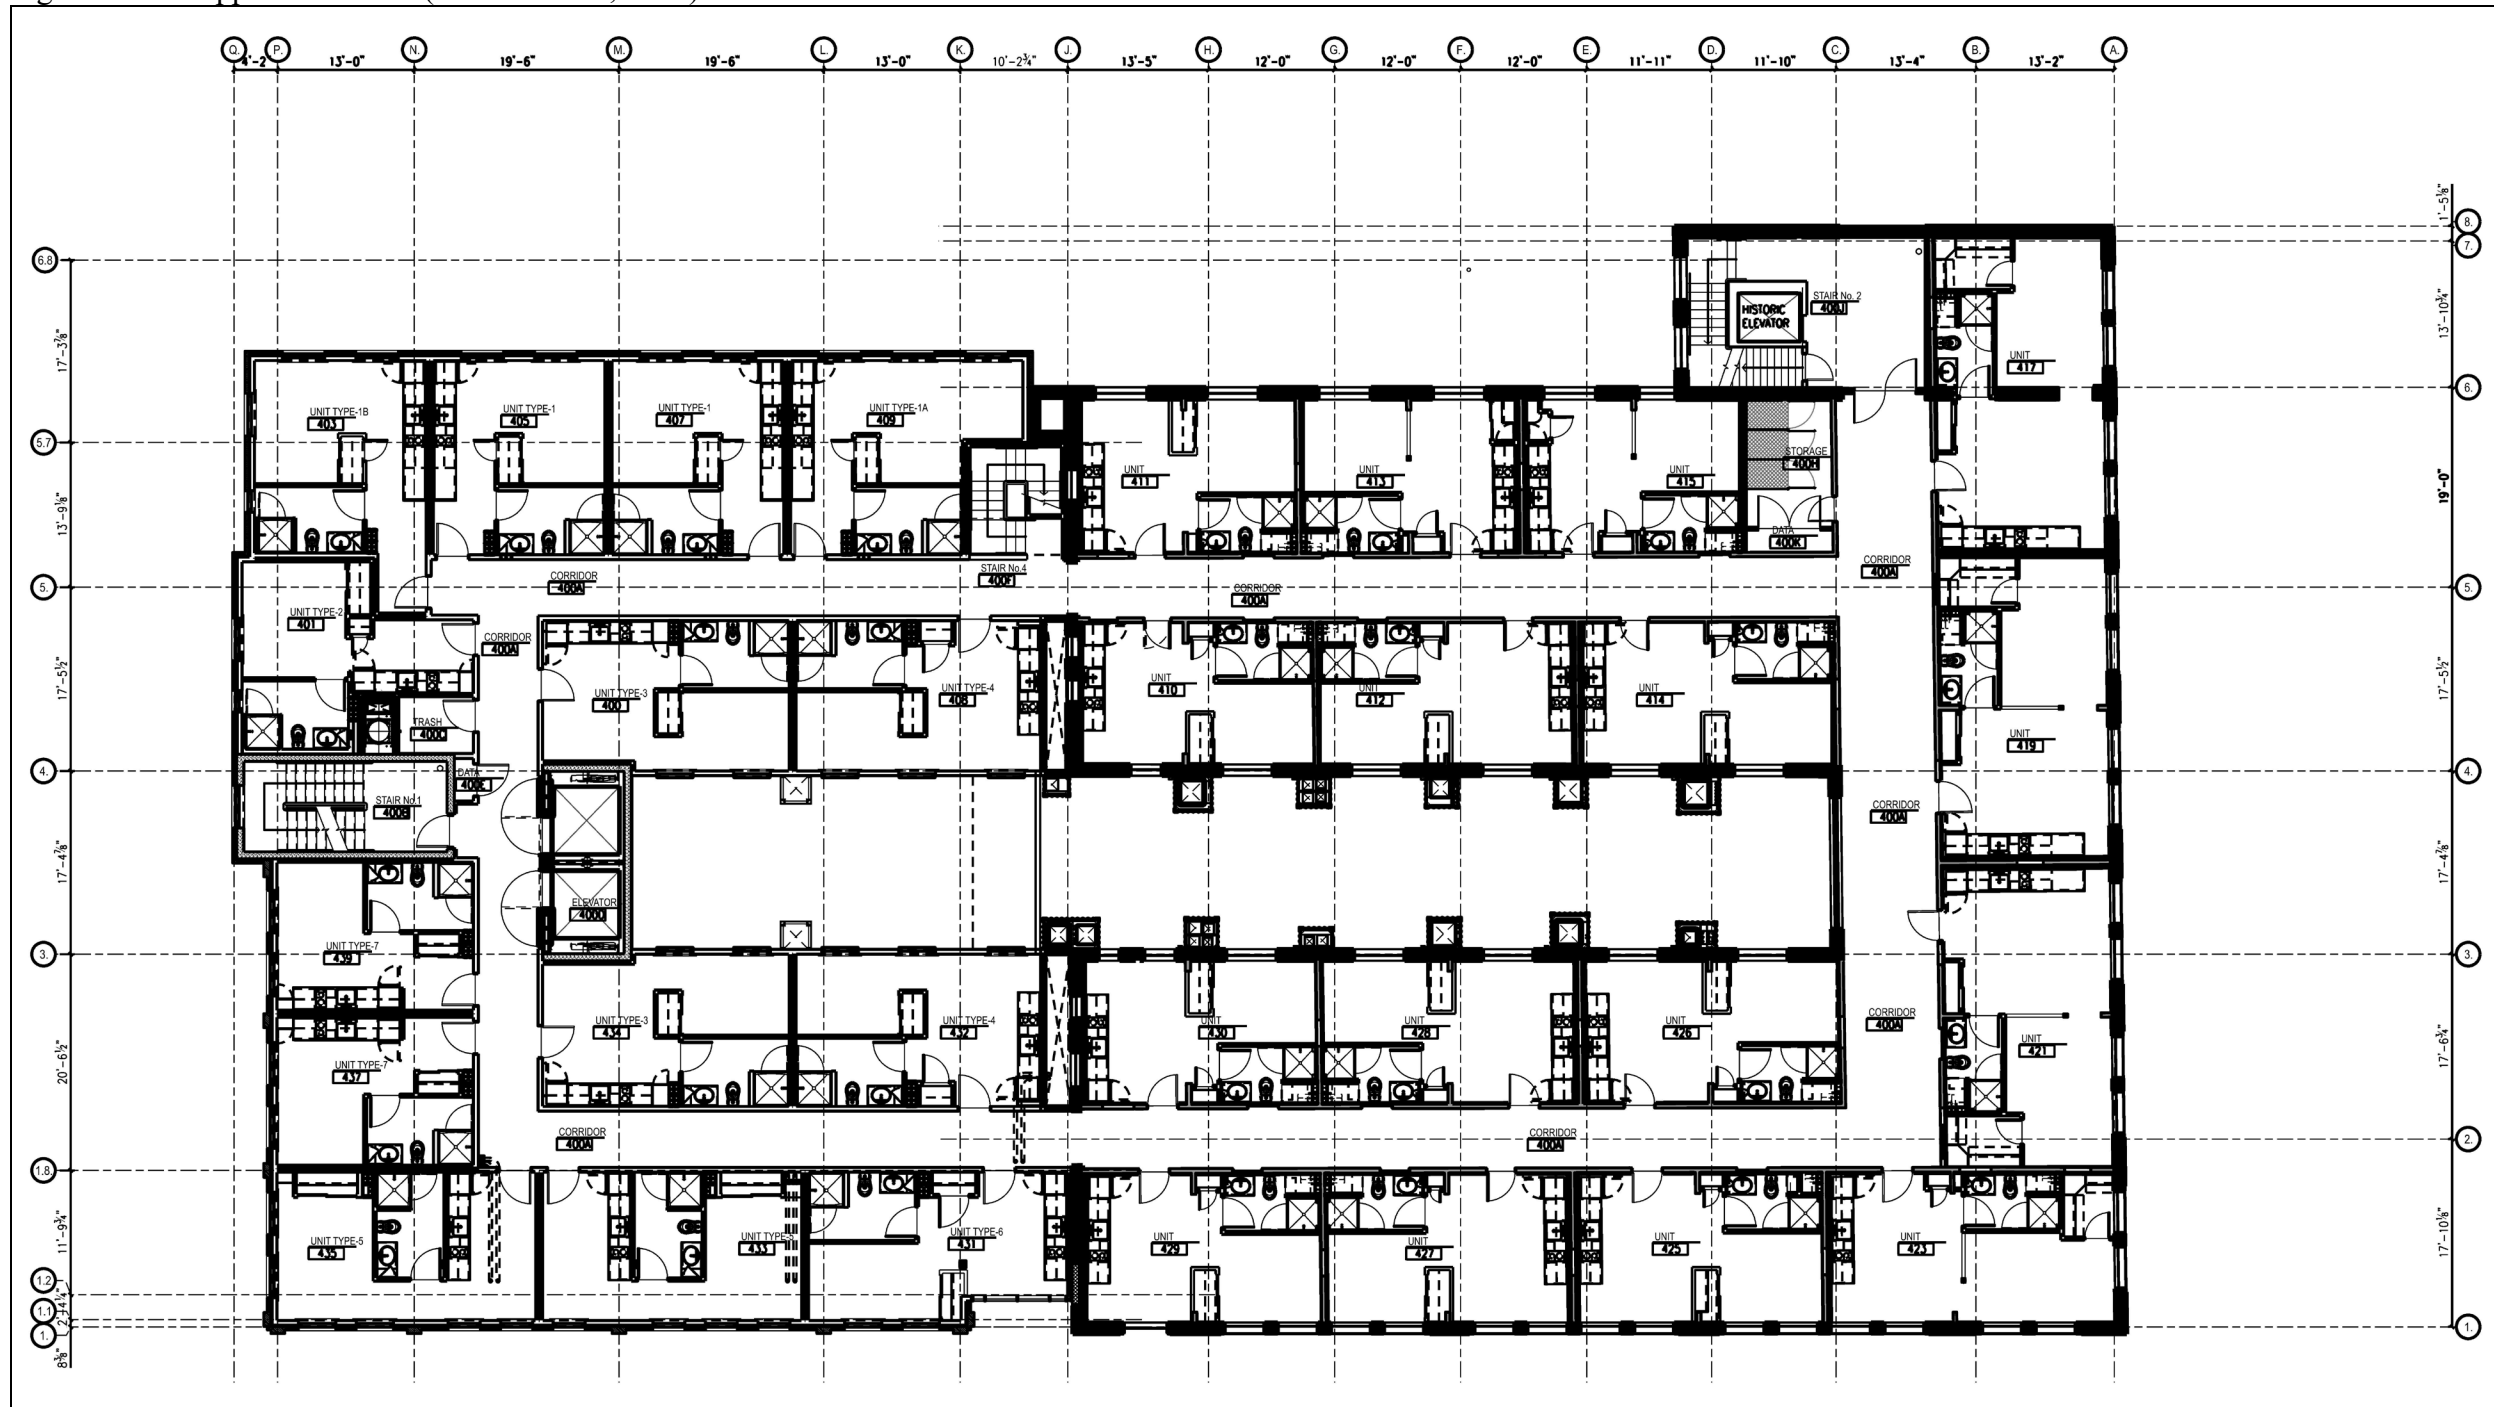 Q. P. N. M. L. K. J. H. G. F. E. D. C. B. A.
4'-2 13'-0" 19'-6" 19'-6" 13'-0" 10'-2¾" 13'-5" 12'-0" 12'-0" 12'-0" 11'-11" 11'-10" 13'-4" 13'-2"
1'-5⅛"
8.
7.
6.8
13'-10¾"
HISTORIC
ELEVATOR
STAIR No. 2
400J
17'-3⅞"
UNIT
417
6.
UNIT TYPE-1B
403
UNIT TYPE-1
405
UNIT TYPE-1
407
UNIT TYPE-1A
409
5.7
STORAGE
400H
UNIT
411
UNIT
413
UNIT
415
19'-0"
13'-9⅛"
DATA
400K
STAIR No.4
400F
CORRIDOR
400A
CORRIDOR
400A
CORRIDOR
400A
5.
5.
UNIT TYPE-2
401
CORRIDOR
400A
17'-5½"
17'-5½"
UNIT TYPE-3
400
UNIT TYPE-4
408
UNIT
410
UNIT
412
UNIT
414
TRASH
400C
UNIT
419
4.
4.
DATA
400E
STAIR No.1
400B
CORRIDOR
400A
17'-4⅞"
17'-4⅞"
ELEVATOR
400D
UNIT TYPE-7
439
3.
3.
UNIT TYPE-3
434
UNIT TYPE-4
432
UNIT
430
UNIT
428
UNIT
426
CORRIDOR
400A
UNIT
421
20'-6½"
17'-6¾"
UNIT TYPE-7
437
CORRIDOR
400A
CORRIDOR
400A
2.
1.8.
11'-9¾"
17'-10⅛"
UNIT TYPE-5
435
UNIT TYPE-5
433
UNIT TYPE-6
431
UNIT
429
UNIT
427
UNIT
425
UNIT
423
1.2
1.1
1.
1.
8⅜"